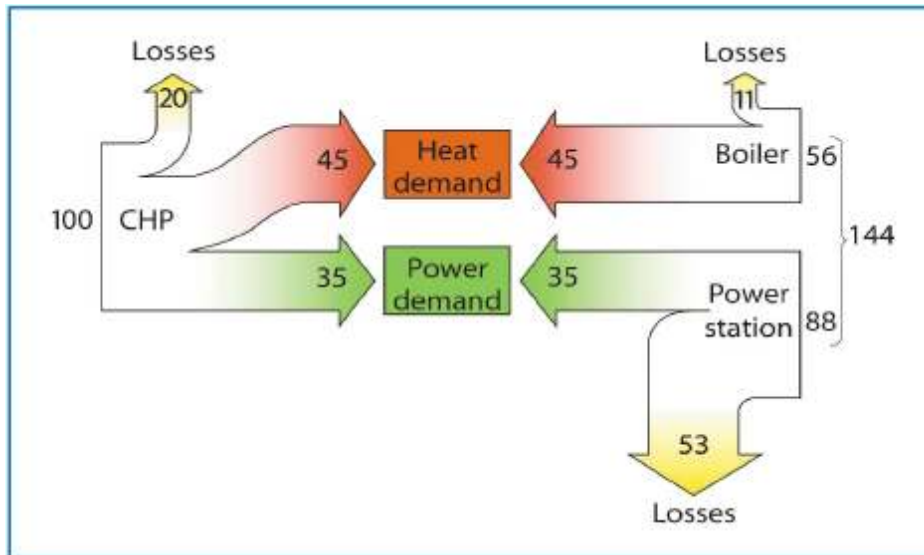 Losses
20
100
CHP
45
35
Heat
demand
Power
demand
Losses
11
45
Boiler
56
144
35
Power
station
88
53
Losses